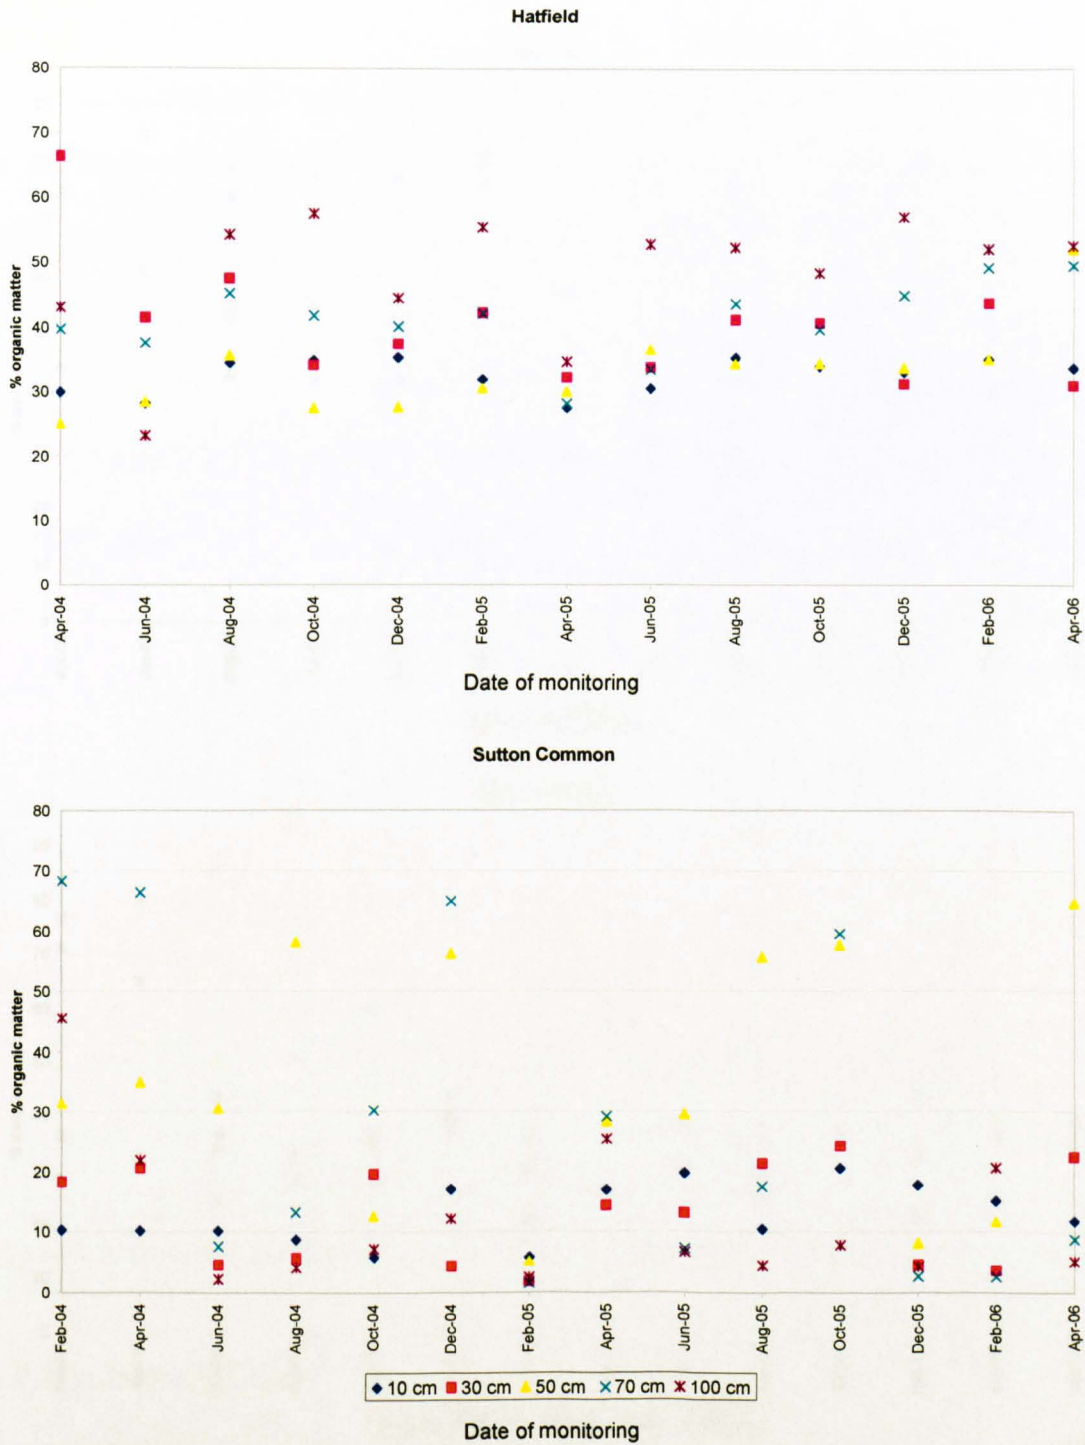 Hatfield
80
70
60
50
40
30
20
10
0
% organic matter
Apr-04
Jun-04
Aug-04
Oct-04
Dec-04
Feb-05
Apr-05
Jun-05
Aug-05
Oct-05
Dec-05
Feb-06
Apr-06
Date of monitoring
Sutton Common
80
70
60
50
40
30
20
10
0
% organic matter
Feb-04
Apr-04
Jun-04
Aug-04
Oct-04
Dec-04
Feb-05
Apr-05
Jun-05
Aug-05
Oct-05
Dec-05
Feb-06
Apr-06
10 cm 30 cm 50 cm 70 cm 100 cm
Date of monitoring